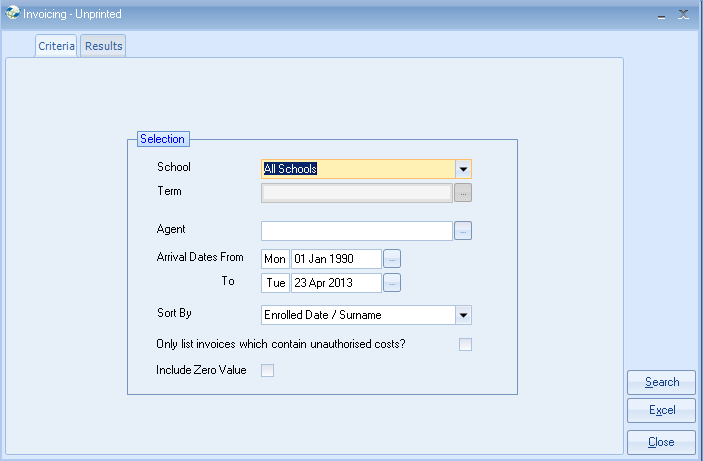 Invoicing - Unprinted
Criteria Results
Selection
School All Schools
Term ...
Agent ...
Arrival Dates From Mon 01 Jan 1990 ...
To Tue 23 Apr 2013 ...
Sort By Enrolled Date / Surname
Only list invoices which contain unauthorised costs?
Include Zero Value
Search
Excel
Close